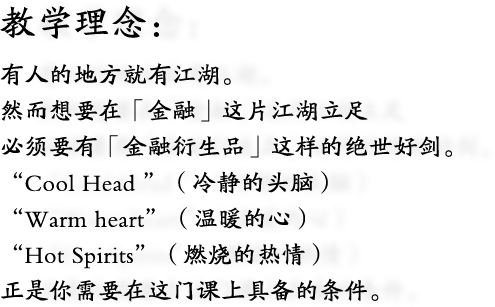 教学理念：
有人的地方就有江湖。
然而想要在「金融」这片江湖立足
必须要有「金融衍生品」这样的绝世好剑。
“Cool Head ”（冷静的头脑）
“Warm heart”（温暖的心）
“Hot Spirits”（燃烧的热情）
正是你需要在这门课上具备的条件。